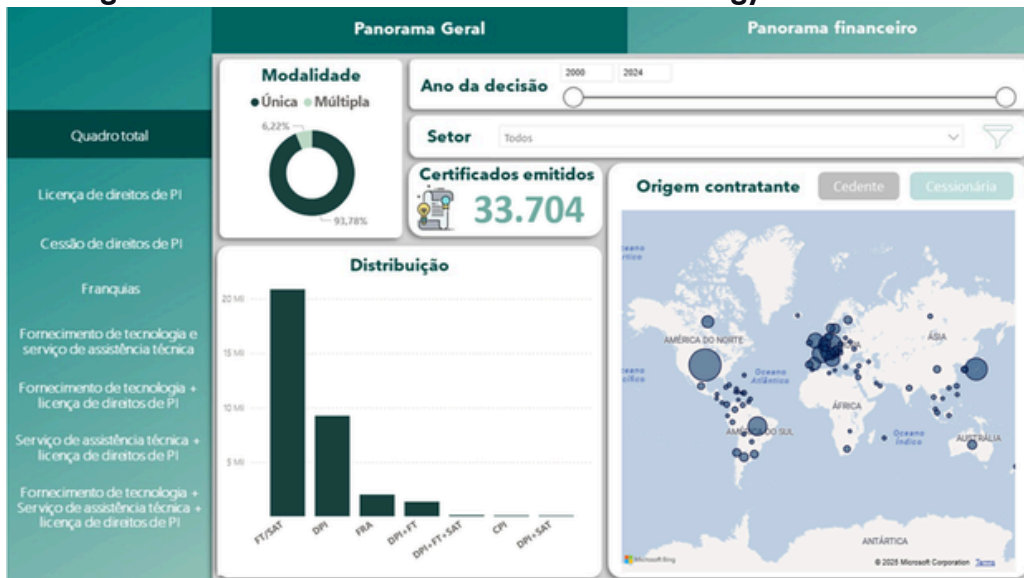 Panorama Geral
Panorama financeiro
Quadro total
Licença de direitos de PI
Cessão de direitos de PI
Franquias
Fornecimento de tecnologia e
serviço de assistência técnica
Fornecimento de tecnologia +
licença de direitos de PI
Serviço de assistência técnica +
licença de direitos de PI
Fornecimento de tecnologia +
Serviço de assistência técnica +
licença de direitos de PI
Modalidade
Única Múltipla
6,22%
93,78%
Ano da decisão
2000 2024
Setor Todos
Certificados emitidos
33.704
Distribuição
20 Mil
15 Mil
10 Mil
5 Mil
FT/SAT
DPI
FRA
DPI+FT
DPI+FT+SAT
CPI
DPI+SAT
Origem contratante Cedente Cessionária
AMÉRICA DO NORTE
ÁSIA
Oceano
Atlântico
ÁFRICA
AMÉRICA DO SUL
Oceano
Índico
AUSTRÁLIA
ANTÁRTICA
Microsoft Bing
© 2025 Microsoft Corporation Terms